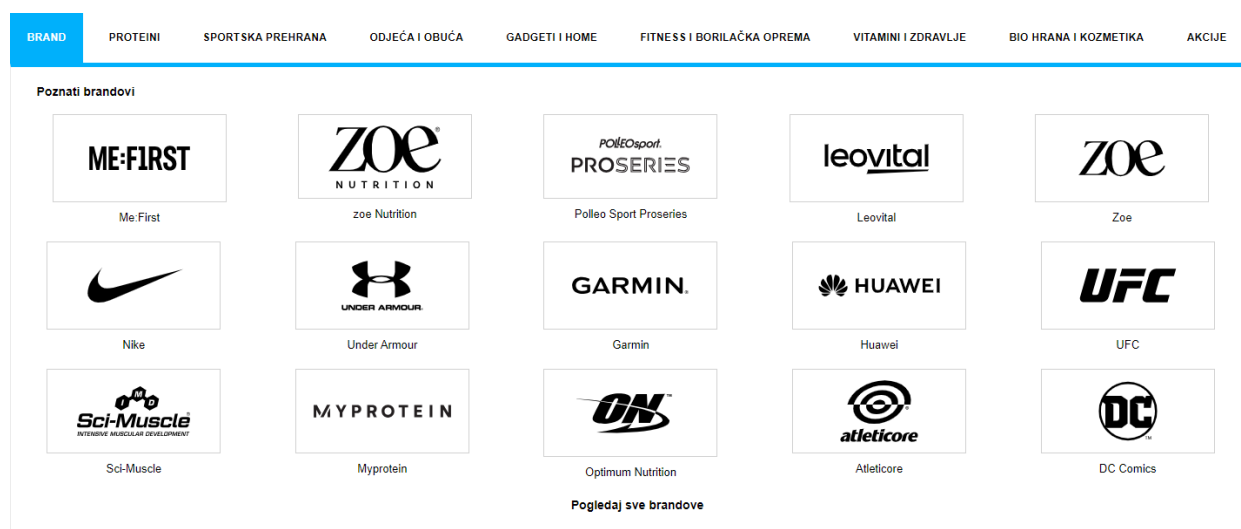 BRAND PROTEINI SPORTSKA PREHRANA ODJEĆA I OBUĆA GADGETI I HOME FITNESS I BORILAČKA OPREMA VITAMINI I ZDRAVLJE BIO HRANA I KOZMETIKA AKCIJE
Poznati brandovi
ME:F1RST
ZOe®
NUTRITION
POLLEOsport.
PROSERIES
leovital
ZOe
Me:First
zoe Nutrition
Polleo Sport Proseries
Leovital
Zoe
UNDER ARMOUR.
GARMIN.
HUAWEI
UFC
Nike
Under Armour
Garmin
Huawei
UFC
IMD
Sci-Muscle
INTENSIVE MUSCULAR DEVELOPMENT
MYPROTEIN
ON™
atleticore
DC
TM
Sci-Muscle
Myprotein
Optimum Nutrition
Atleticore
DC Comics
Pogledaj sve brandove